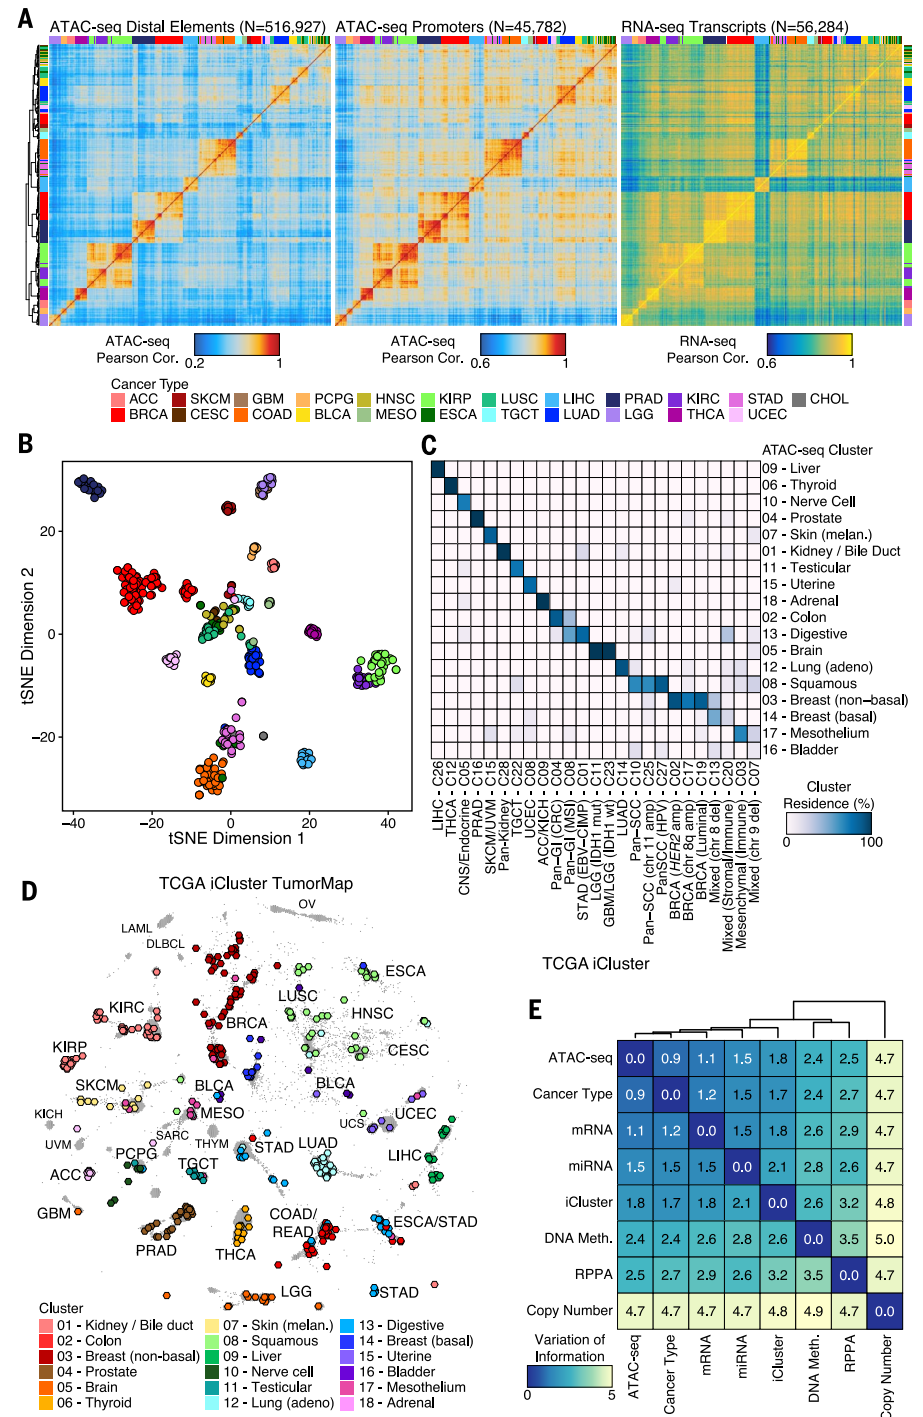 A
ATAC-seq Distal Elements (N=516,927)
ATAC-seq Promoters (N=45,782)
RNA-seq Transcripts (N=56,284)
ATAC-seq
Pearson Cor.
0.2
1
ATAC-seq
Pearson Cor.
0.6
1
RNA-seq
Pearson Cor.
0.6
1
Cancer Type
ACC SKCM GBM PCPG HNSC KIRP LUSC LIHC PRAD KIRC STAD CHOL
BRCA CESC COAD BLCA MESO ESCA TGCT LUAD LGG THCA UCEC
B
tSNE Dimension 2
20
0
−20
−40
−20
0
20
40
tSNE Dimension 1
C
ATAC-seq Cluster
09 - Liver
06 - Thyroid
10 - Nerve Cell
04 - Prostate
07 - Skin (melan.)
01 - Kidney / Bile Duct
11 - Testicular
15 - Uterine
18 - Adrenal
02 - Colon
13 - Digestive
05 - Brain
12 - Lung (adeno)
08 - Squamous
03 - Breast (non−basal)
14 - Breast (basal)
17 - Mesothelium
16 - Bladder
LIHC - C26
THCA - C12
CNS/Endocrine - C05
PRAD - C16
SKCM/UVM - C15
Pan-Kidney - C28
TGCT - C22
UCEC - C08
ACC/KICH - C09
Pan−GI (CRC) - C04
Pan−GI (MSI) - C08
STAD (EBV−CIMP) - C01
LGG (IDH1 mut) - C11
GBM/LGG (IDH1 wt) - C23
LUAD - C14
Pan−SCC - C10
Pan−SCC (chr 11 amp) - C25
PanSCC (HPV) - C27
BRCA (HER2 amp) - C02
BRCA (chr 8q amp) - C17
BRCA (Luminal) - C19
Mixed (chr 8 del) - C13
Mixed (Stromal/Immune) - C20
Mesenchymal (Immune) - C03
Mixed (chr 9 del) - C07
TCGA iCluster
Cluster
Residence (%)
0
100
D
TCGA iCluster TumorMap
OV
LAML
DLBCL
ESCA
KIRC
LUSC
HNSC
BRCA
CESC
KIRP
SKCM
BLCA
BLCA
MESO
UCEC
KICH
UCS
SARC
THYM
UVM
STAD
LUAD
PCPG
TGCT
LIHC
ACC
GBM
COAD/
READ
ESCA/STAD
PRAD
THCA
LGG
STAD
Cluster
01 - Kidney / Bile duct
02 - Colon
03 - Breast (non-basal)
04 - Prostate
05 - Brain
06 - Thyroid
07 - Skin (melan.)
08 - Squamous
09 - Liver
10 - Nerve cell
11 - Testicular
12 - Lung (adeno)
13 - Digestive
14 - Breast (basal)
15 - Uterine
16 - Bladder
17 - Mesothelium
18 - Adrenal
E
ATAC-seq 0.0 0.9 1.1 1.5 1.8 2.4 2.5 4.7
Cancer Type 0.9 0.0 1.2 1.5 1.7 2.4 2.7 4.7
mRNA 1.1 1.2 0.0 1.5 1.8 2.6 2.9 4.7
miRNA 1.5 1.5 1.5 0.0 2.1 2.8 2.6 4.7
iCluster 1.8 1.7 1.8 2.1 0.0 2.6 3.2 4.8
DNA Meth. 2.4 2.4 2.6 2.8 2.6 0.0 3.5 5.0
RPPA 2.5 2.7 2.9 2.6 3.2 3.5 0.0 4.7
Copy Number 4.7 4.7 4.7 4.7 4.8 4.9 4.7 0.0
ATAC-seq
Cancer Type
mRNA
miRNA
iCluster
DNA Meth.
RPPA
Copy Number
Variation of
Information
0
5